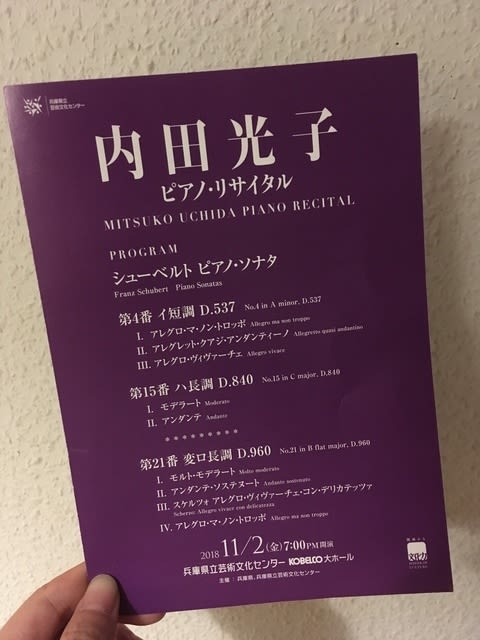 兵庫県立
芸術文化センター
内田光子
ピアノ・リサイタル
MITSUKO UCHIDA PIANO RECITAL
PROGRAM
シューベルト ピアノ・ソナタ
Franz Schubert Piano Sonatas
第4番 イ短調 D.537 No.4 in A minor, D.537
I. アレグロ・マ・ノン・トロッポ Allegro ma non troppo
II. アレグレット・クアジ・アンダンティーノ Allegretto quasi andantino
III. アレグロ・ヴィヴァーチェ Allegro vivace
第15番 ハ長調 D.840 No.15 in C major, D.840
I. モデラート Moderato
II. アンダンテ Andante
*********
第21番 変ロ長調 D.960 No.21 in B flat major, D.960
I. モルト・モデラート Molto moderato
II. アンダンテ・ソステヌート Andante sostenuto
III. スケルツォ アレグロ・ヴィヴァーチェ・コン・デリカテッツァ
Scherzo: Allegro vivace con delicatezza
IV. アレグロ・マ・ノン・トロッポ Allegro ma non troppo
2018 11/2(金)7:00PM開演
兵庫県立芸術文化センター KOBELCO大ホール
主催：兵庫県、兵庫県立芸術文化センター
文化力